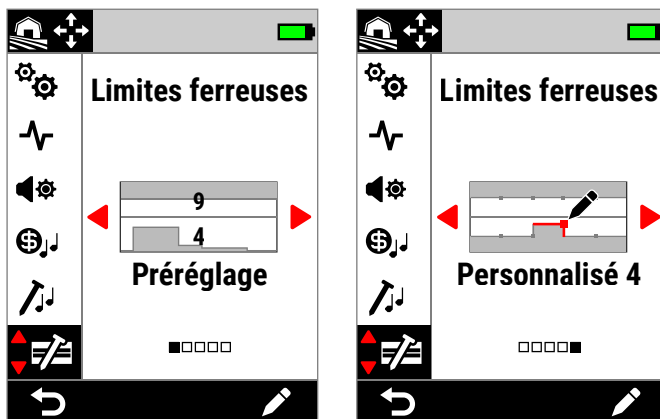 Limites ferreuses
9
4
Préréglage
Limites ferreuses
Personnalisé 4